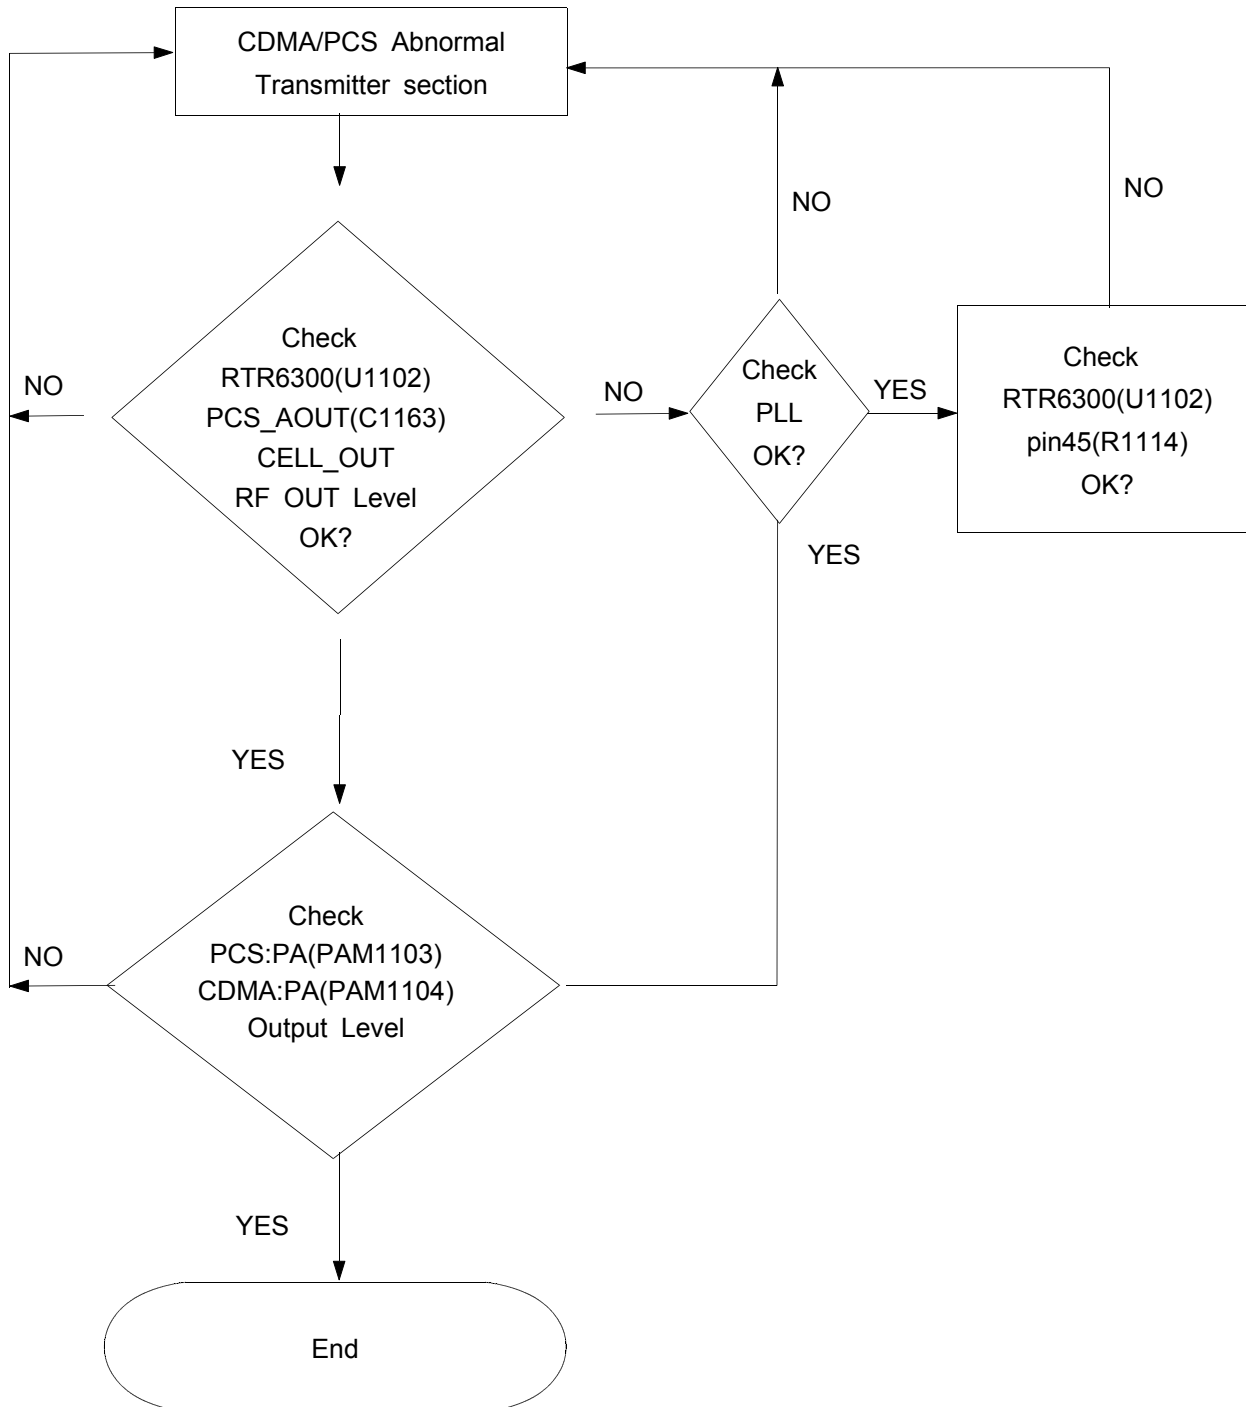 CDMA/PCS Abnormal
Transmitter section
NO
NO
Check
RTR6300(U1102)
PCS_AOUT(C1163)
CELL_OUT
RF OUT Level
OK?
NO
NO
Check
PLL
OK?
YES
YES
Check
RTR6300(U1102)
pin45(R1114)
OK?
YES
Check
PCS:PA(PAM1103)
CDMA:PA(PAM1104)
Output Level
NO
YES
End